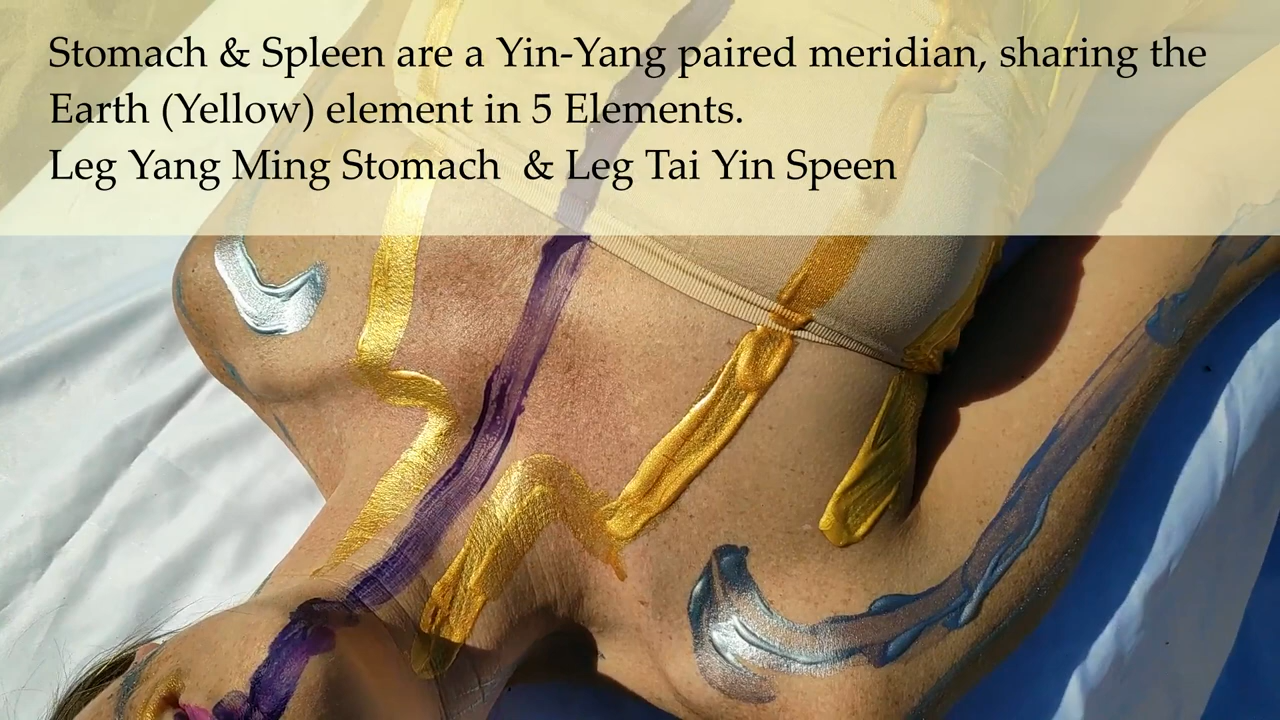 Stomach & Spleen are a Yin-Yang paired meridian, sharing the
Earth (Yellow) element in 5 Elements.
Leg Yang Ming Stomach  & Leg Tai Yin Speen